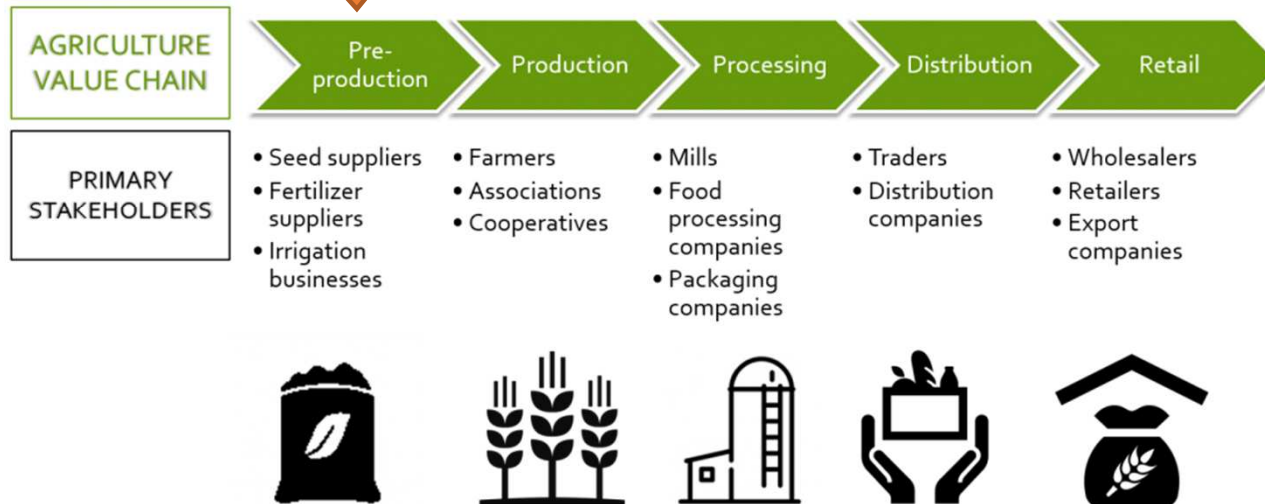 AGRICULTURE
VALUE CHAIN
Pre-
production
Production
Processing
Distribution
Retail
PRIMARY
STAKEHOLDERS
• Seed suppliers
• Fertilizer
suppliers
• Irrigation
businesses
• Farmers
• Associations
• Cooperatives
• Mills
• Food
processing
companies
• Packaging
companies
• Traders
• Distribution
companies
• Wholesalers
• Retailers
• Export
companies